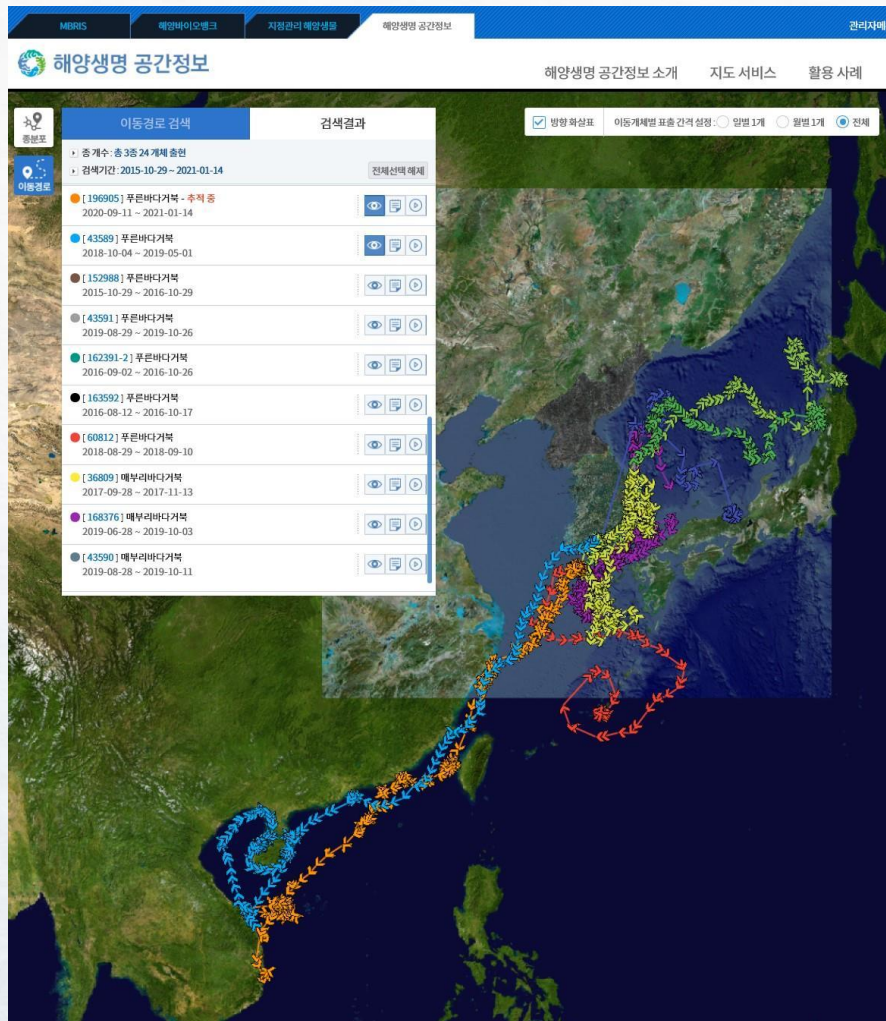 MBRIS 해양바이오뱅크 지점관리 해양생물 해양생명 공간정보 관리자메
해양생명 공간정보
해양생명 공간정보 소개 지도 서비스 활용 사례
종분포
이동경로
이동경로 검색 검색결과
종 개수 : 총 3종 24 개체 출현
검색기간 : 2015-10-29 ~ 2021-01-14 전체선택 해제
방향 화살표 이동개체별 표출 간격 설정 : 일별 1개 월별 1개 전체
[ 196905 ] 푸른바다거북 - 추적 중
2020-09-11 ~ 2021-01-14
[ 43589 ] 푸른바다거북
2018-10-04 ~ 2019-05-01
[ 152988 ] 푸른바다거북
2015-10-29 ~ 2016-10-29
[ 43591 ] 푸른바다거북
2019-08-29 ~ 2019-10-26
[ 162391-2 ] 푸른바다거북
2016-09-02 ~ 2016-10-26
[ 163592 ] 푸른바다거북
2016-08-12 ~ 2016-10-17
[ 60812 ] 푸른바다거북
2018-08-29 ~ 2018-09-10
[ 36809 ] 매부리바다거북
2017-09-28 ~ 2017-11-13
[ 168376 ] 매부리바다거북
2019-06-28 ~ 2019-10-03
[ 43590 ] 매부리바다거북
2019-08-28 ~ 2019-10-11